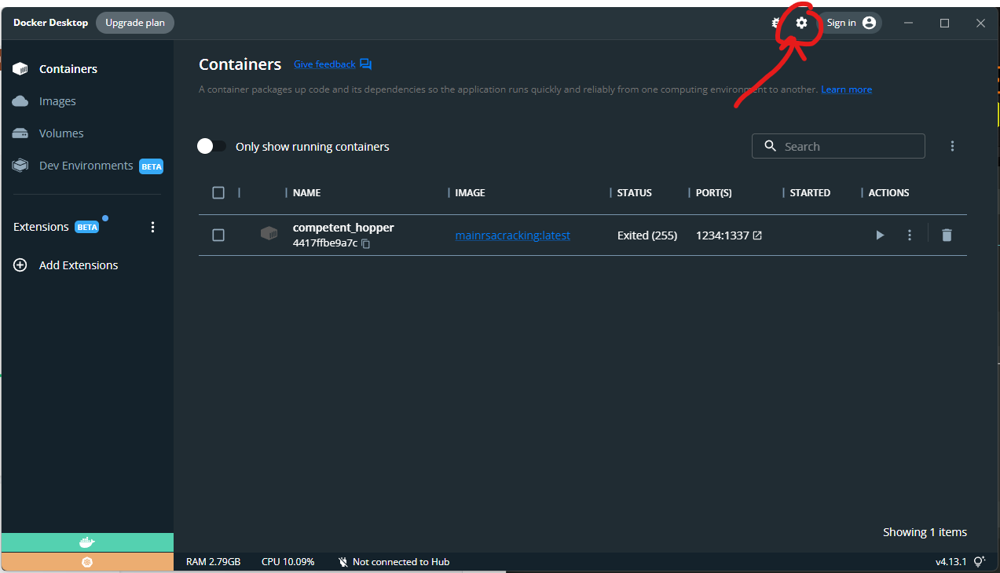 Docker Desktop Upgrade plan Sign in
Containers
Images
Volumes
Dev Environments BETA
Extensions BETA
Add Extensions
Containers Give feedback
A container packages up code and its dependencies so the application runs quickly and reliably from one computing environment to another. Learn more
Only show running containers Search
NAME IMAGE STATUS PORT(S) STARTED ACTIONS
competent_hopper
4417ffbe9a7c mainrsacracking:latest Exited (255) 1234:1337
Showing 1 items
RAM 2.79GB CPU 10.09% Not connected to Hub v4.13.1